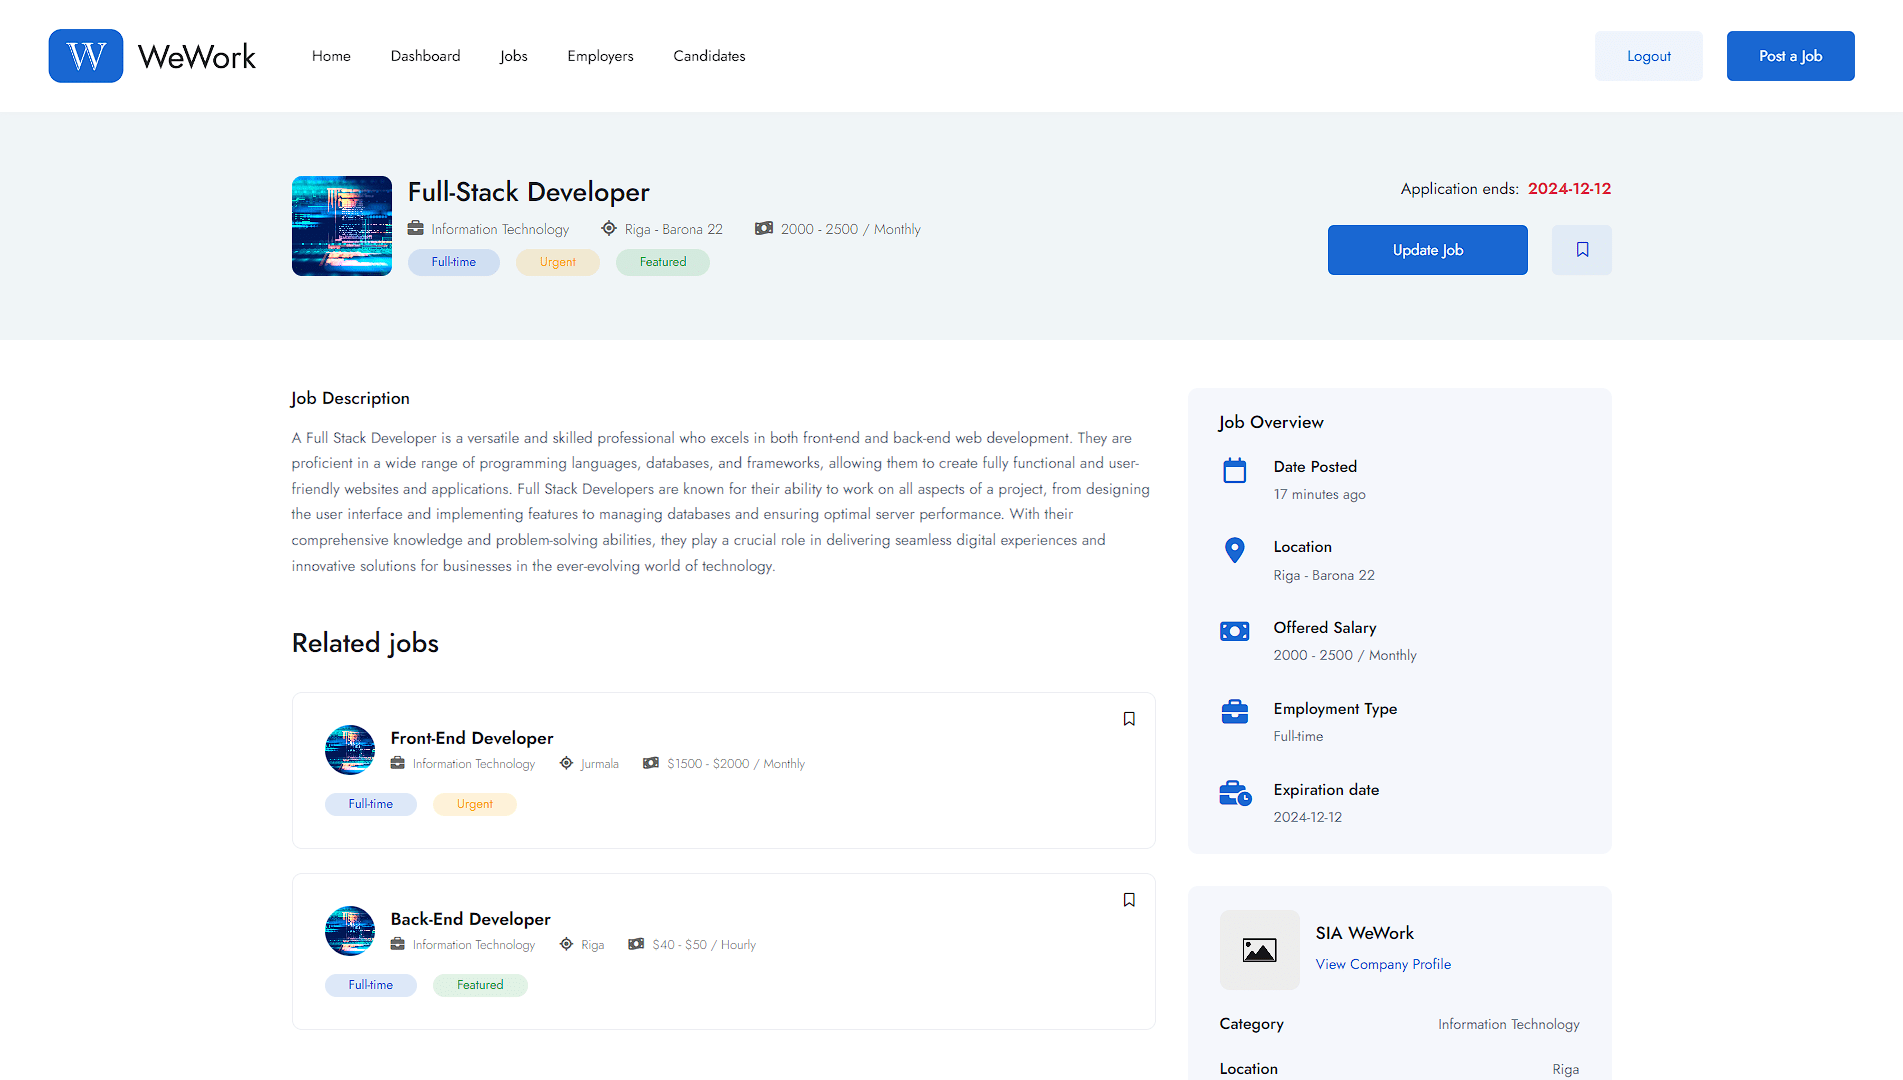 W WeWork
Home Dashboard Jobs Employers Candidates
Logout Post a Job
Full-Stack Developer
Information Technology Riga - Barona 22 2000 - 2500 / Monthly
Full-time Urgent Featured
Application ends: 2024-12-12
Update Job
Job Description
A Full Stack Developer is a versatile and skilled professional who excels in both front-end and back-end web development. They are
proficient in a wide range of programming languages, databases, and frameworks, allowing them to create fully functional and user-
friendly websites and applications. Full Stack Developers are known for their ability to work on all aspects of a project, from designing
the user interface and implementing features to managing databases and ensuring optimal server performance. With their
comprehensive knowledge and problem-solving abilities, they play a crucial role in delivering seamless digital experiences and
innovative solutions for businesses in the ever-evolving world of technology.
Related jobs
Front-End Developer
Information Technology Jurmala $1500 - $2000 / Monthly
Full-time Urgent
Back-End Developer
Information Technology Riga $40 - $50 / Hourly
Full-time Featured
Job Overview
Date Posted
17 minutes ago
Location
Riga - Barona 22
Offered Salary
2000 - 2500 / Monthly
Employment Type
Full-time
Expiration date
2024-12-12
SIA WeWork
View Company Profile
Category Information Technology
Location Riga